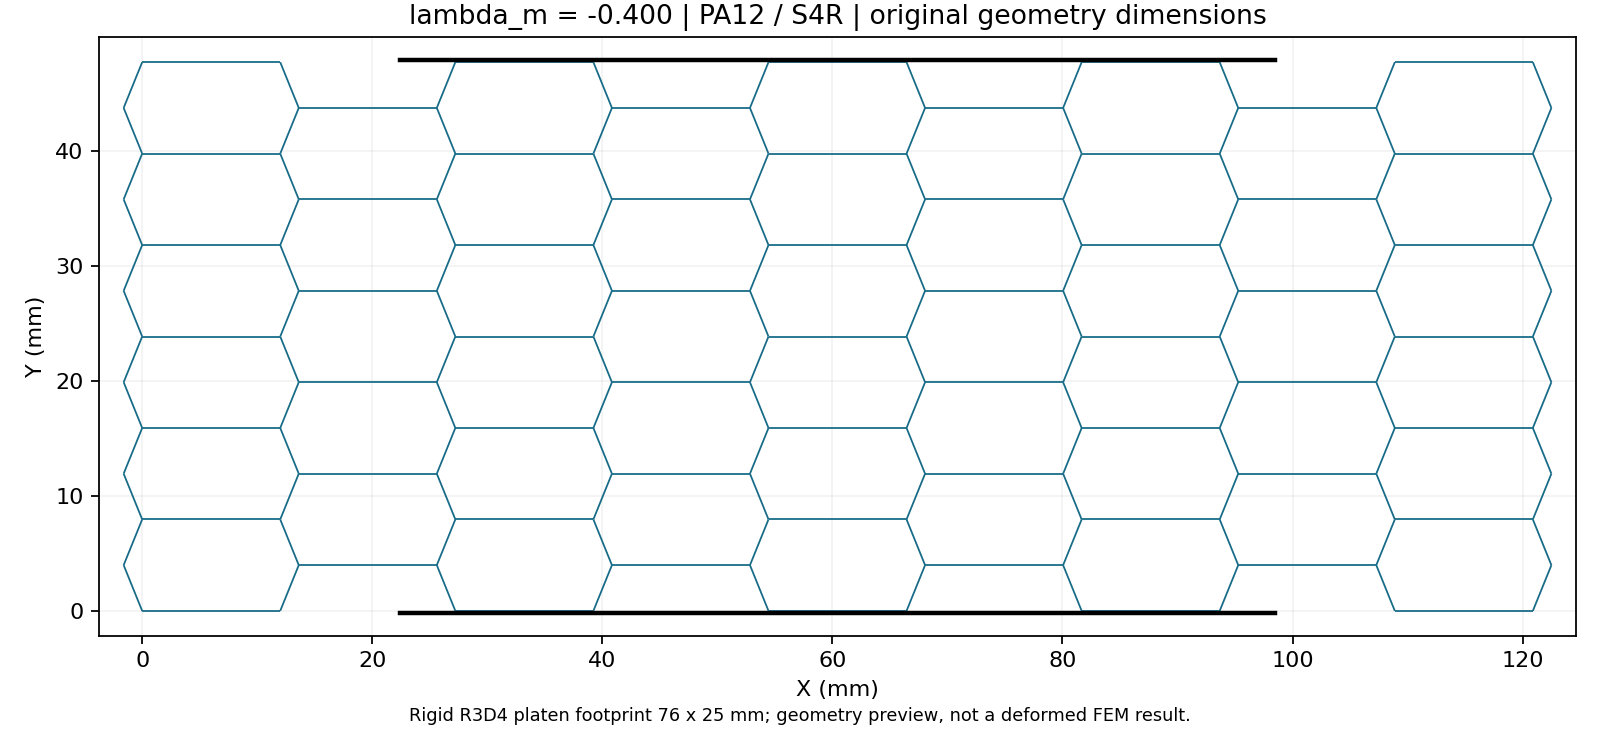 lambda_m = -0.400 | PA12 / S4R | original geometry dimensions
Y (mm)
40
30
20
10
0
0 20 40 60 80 100 120
X (mm)
Rigid R3D4 platen footprint 76 x 25 mm; geometry preview, not a deformed FEM result.